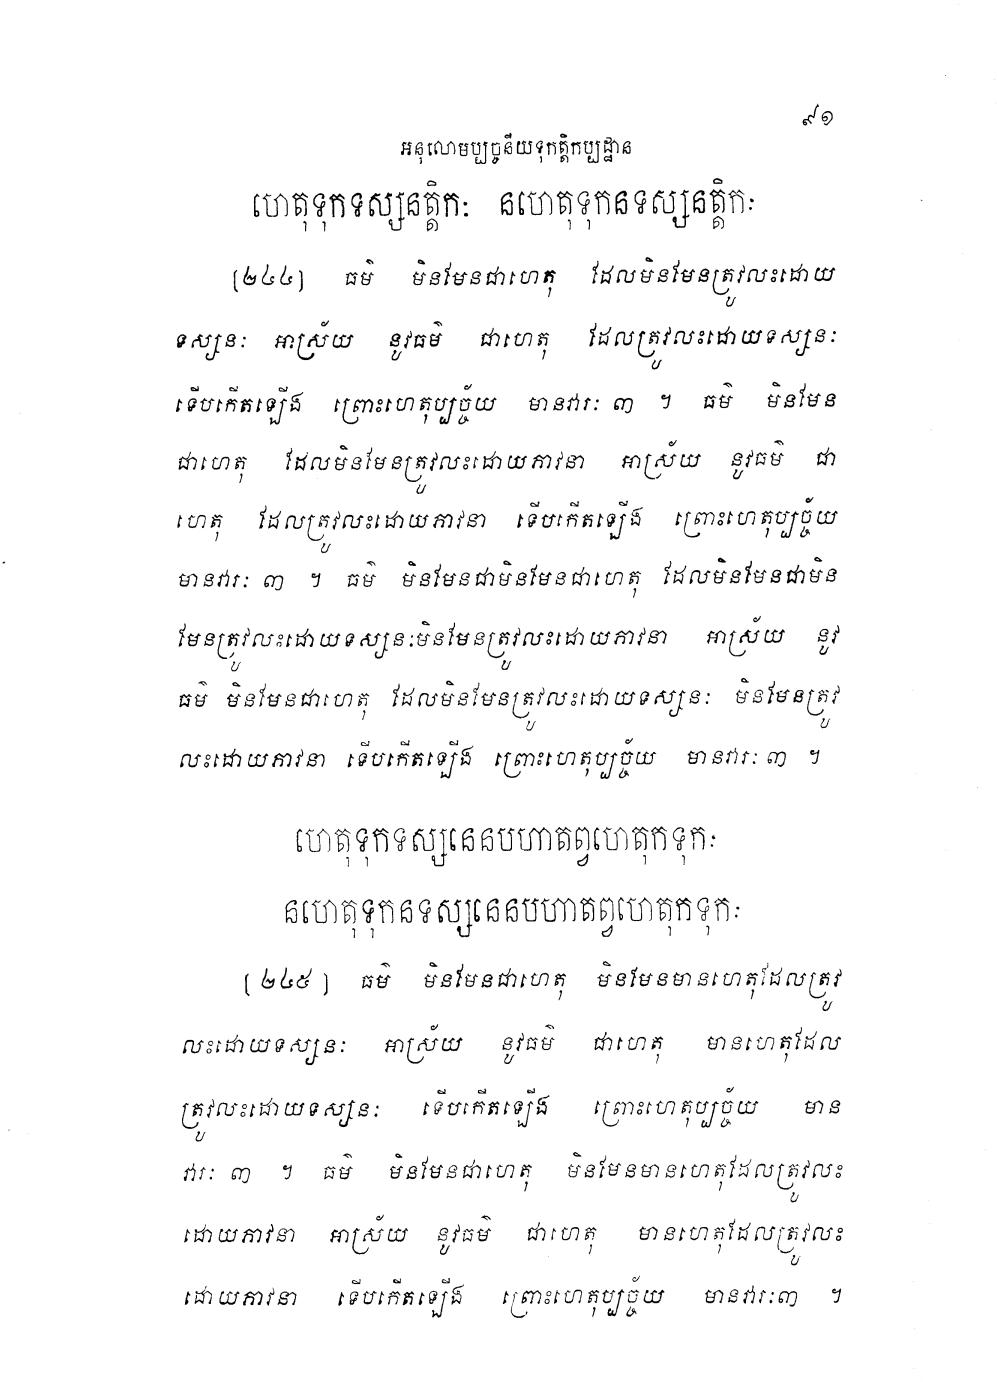 ៩១
អនុលោមប្បច្ចនីយទុកត្តិកប្បដ្ឋាន
ហេតុទុកទស្សនត្តិកៈ នហេតុទុកនទស្សនត្តិកៈ
[២៤៤] ធម៌ មិនមែនជាហេតុ ដែលមិនមែនត្រូវលះដោយ
ទស្សនៈ អាស្រ័យ នូវធម៌ ជាហេតុ ដែលត្រូវលះដោយទស្សនៈ
ទើបកើតឡើង ព្រោះហេតុប្បច្ច័យ មានវារៈ ៣ ។ ធម៌ មិនមែន
ជាហេតុ ដែលមិនមែនត្រូវលះដោយភាវនា អាស្រ័យ នូវធម៌ ជា
ហេតុ ដែលត្រូវលះដោយភាវនា ទើបកើតឡើង ព្រោះហេតុប្បច្ច័យ
មានវារៈ ៣ ។ ធម៌ មិនមែនជាមិនមែនជាហេតុ ដែលមិនមែនជាមិន
មែនត្រូវលះដោយទស្សនៈមិនមែនត្រូវលះដោយភាវនា អាស្រ័យ នូវ
ធម៌ មិនមែនជាហេតុ ដែលមិនមែនត្រូវលះដោយទស្សនៈ មិនមែនត្រូវ
លះដោយភាវនា ទើបកើតឡើង ព្រោះហេតុប្បច្ច័យ មានវារៈ ៣ ។
ហេតុទុកទស្សនេនបហាតព្វហេតុកទុកៈ
នហេតុទុកនទស្សនេនបហាតព្វហេតុកទុកៈ
[២៤៥] ធម៌ មិនមែនជាហេតុ មិនមែនមានហេតុដែលត្រូវ
លះដោយទស្សនៈ អាស្រ័យ នូវធម៌ ជាហេតុ មានហេតុដែល
ត្រូវលះដោយទស្សនៈ ទើបកើតឡើង ព្រោះហេតុប្បច្ច័យ មាន
វារៈ ៣ ។ ធម៌ មិនមែនជាហេតុ មិនមែនមានហេតុដែលត្រូវលះ
ដោយភាវនា អាស្រ័យ នូវធម៌ ជាហេតុ មានហេតុដែលត្រូវលះ
ដោយភាវនា ទើបកើតឡើង ព្រោះហេតុប្បច្ច័យ មានវារៈ៣ ។